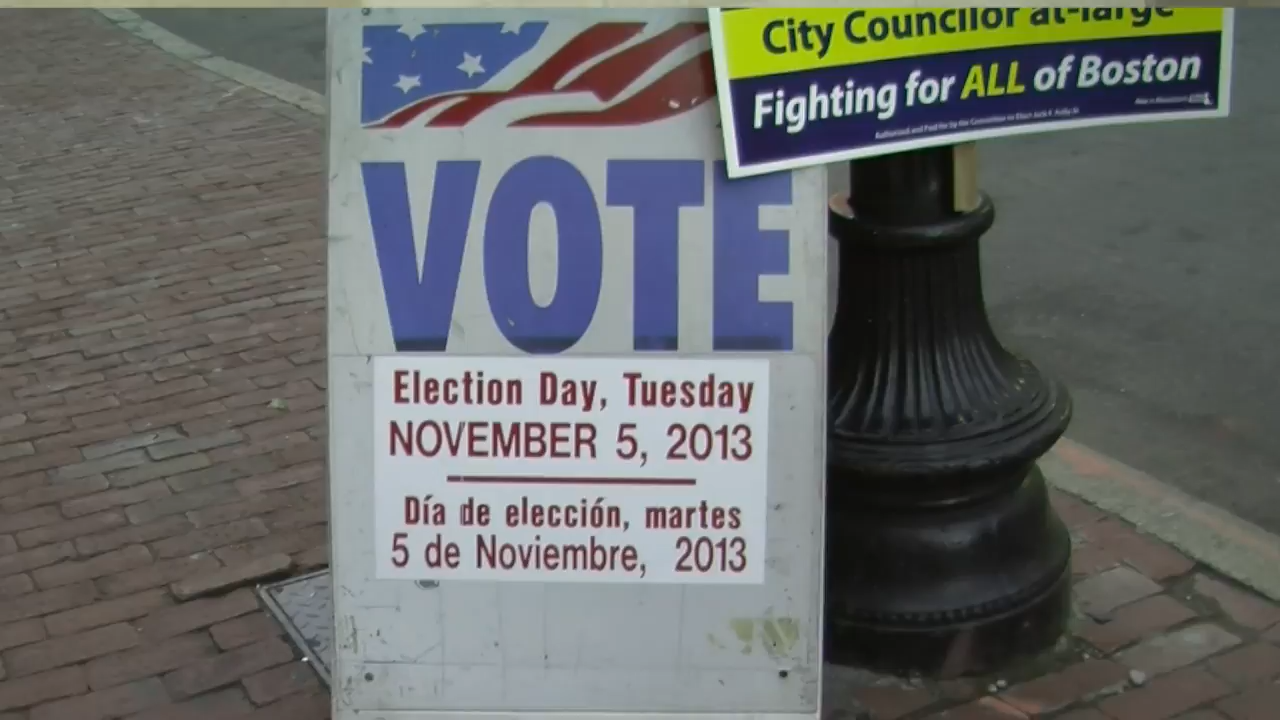 City Councilor at-large
Fighting for ALL of Boston
VOTE
Election Day, Tuesday
NOVEMBER 5, 2013
Día de elección, martes
5 de Noviembre, 2013